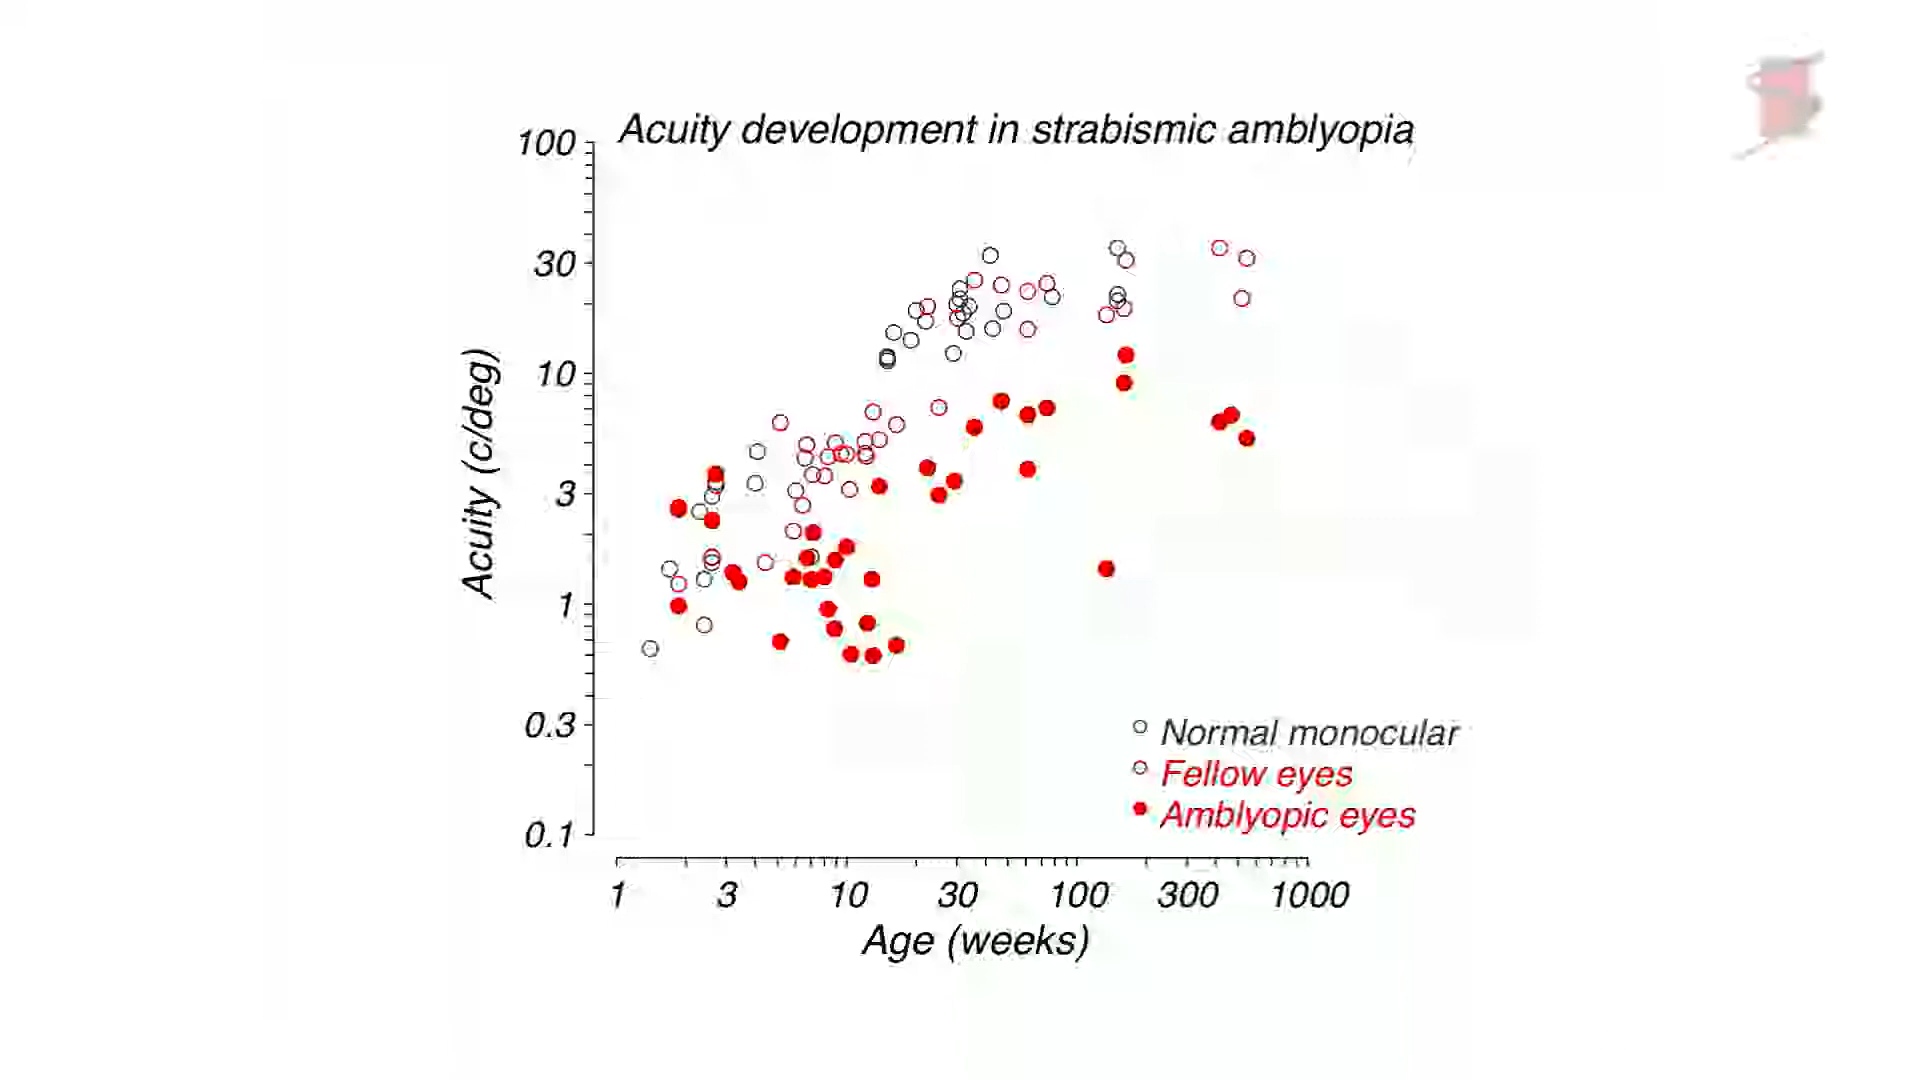 Acuity development in strabismic amblyopia
100
30
10
3
1
0.3
0.1
Acuity (c/deg)
Normal monocular
Fellow eyes
Amblyopic eyes
1 3 10 30 100 300 1000
Age (weeks)